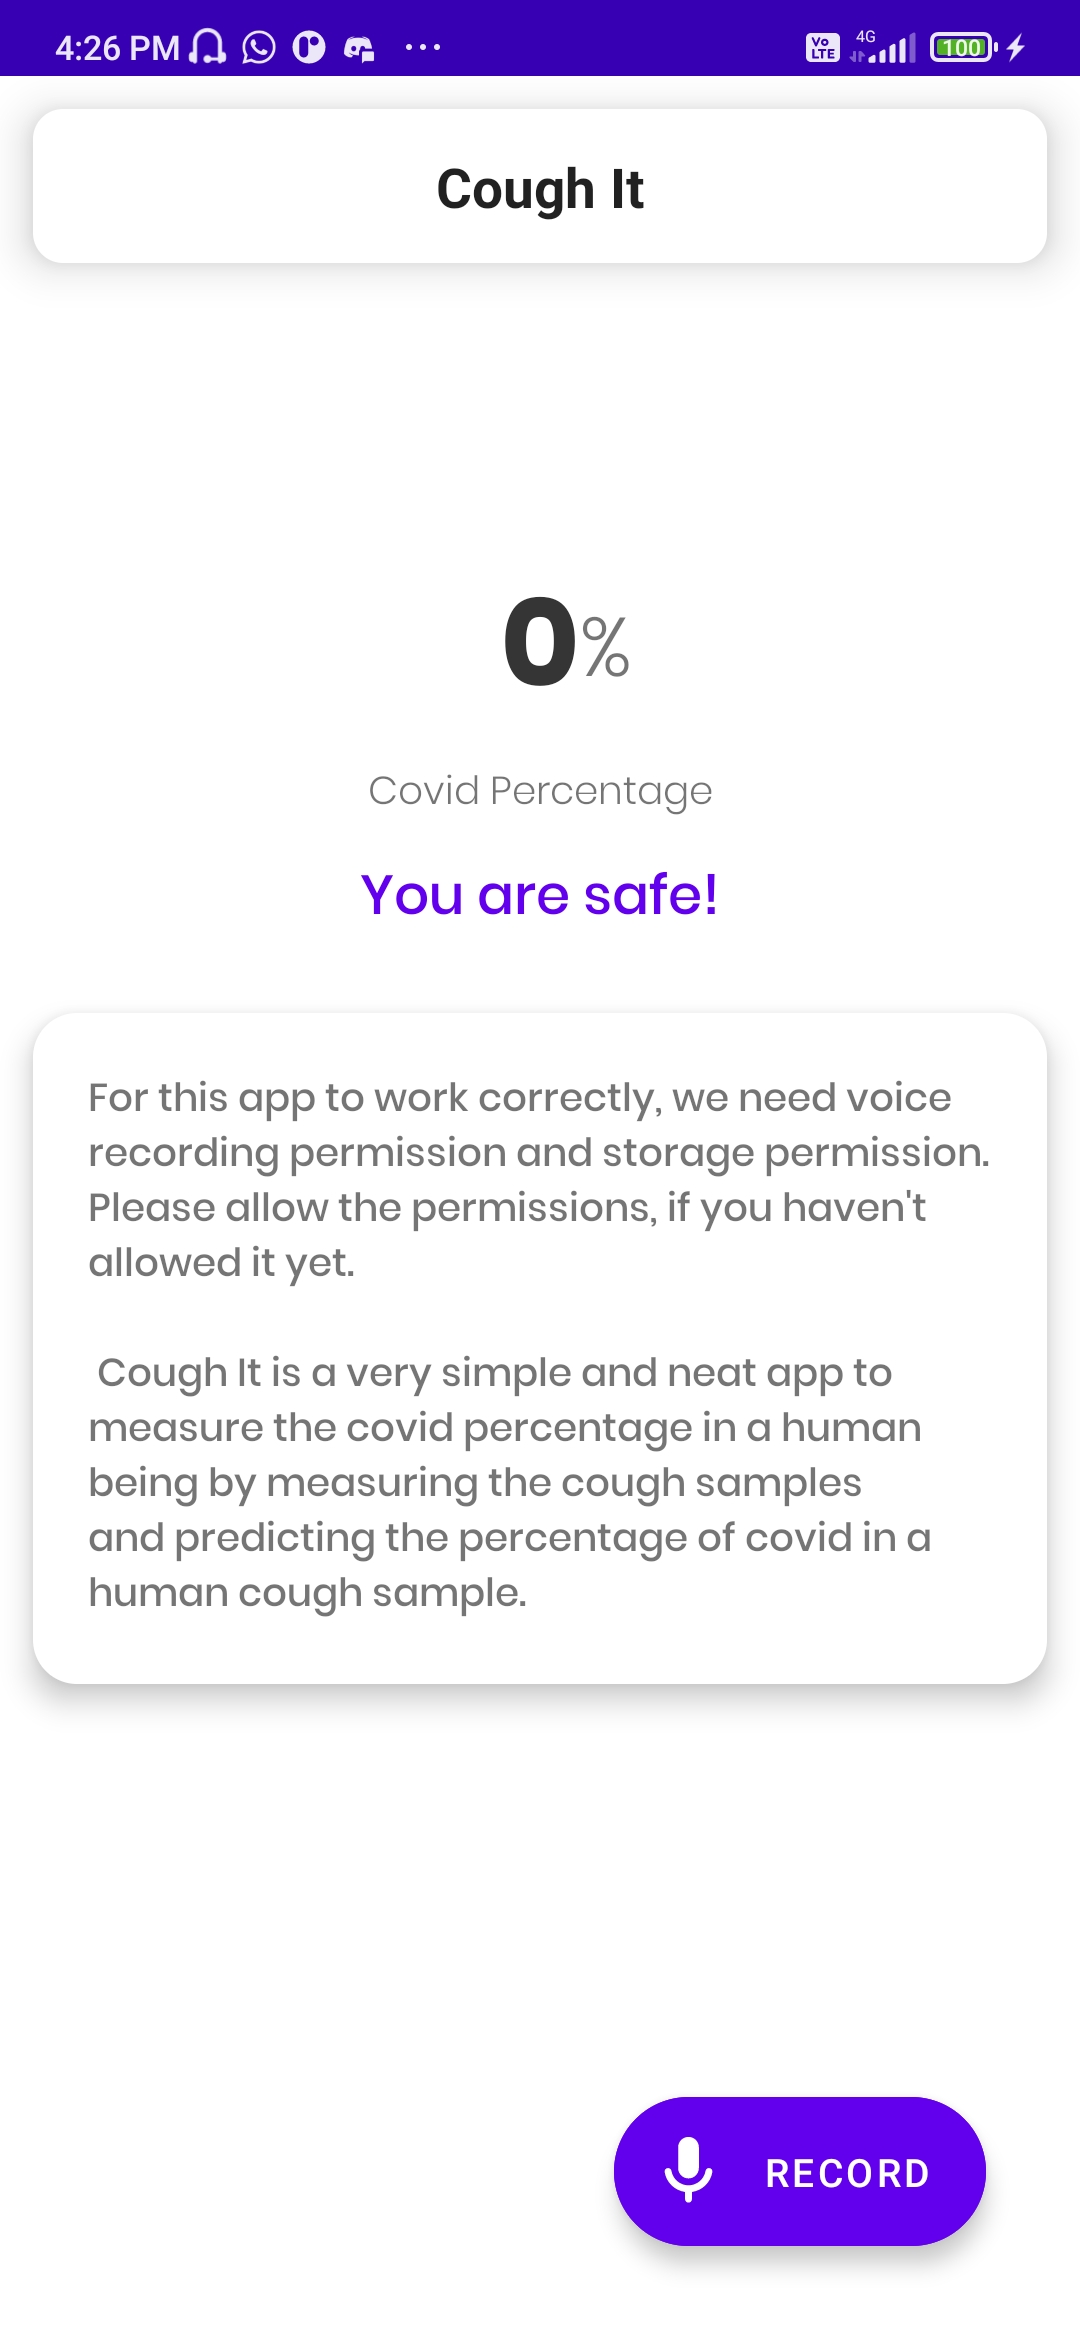 4:26 PM
Vo LTE 4G 100
Cough It
0%
Covid Percentage
You are safe!
For this app to work correctly, we need voice
recording permission and storage permission.
Please allow the permissions, if you haven't
allowed it yet.
Cough It is a very simple and neat app to
measure the covid percentage in a human
being by measuring the cough samples
and predicting the percentage of covid in a
human cough sample.
RECORD